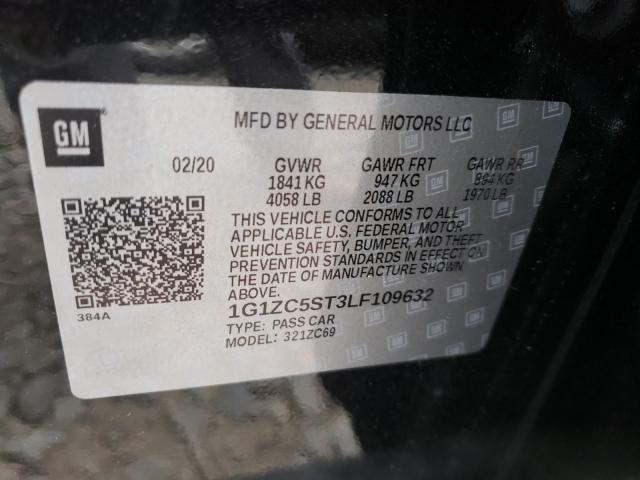 GM
MFD BY GENERAL MOTORS LLC
02/20 GVWR GAWR FRT GAWR RR
1841 KG 947 KG 894 KG
4058 LB 2088 LB 1970 LB
THIS VEHICLE CONFORMS TO ALL
APPLICABLE U.S. FEDERAL MOTOR
VEHICLE SAFETY, BUMPER, AND THEFT
PREVENTION STANDARDS IN EFFECT ON
THE DATE OF MANUFACTURE SHOWN
ABOVE.
1G1ZC5ST3LF109632
384A
TYPE: PASS CAR
MODEL: 321ZC69